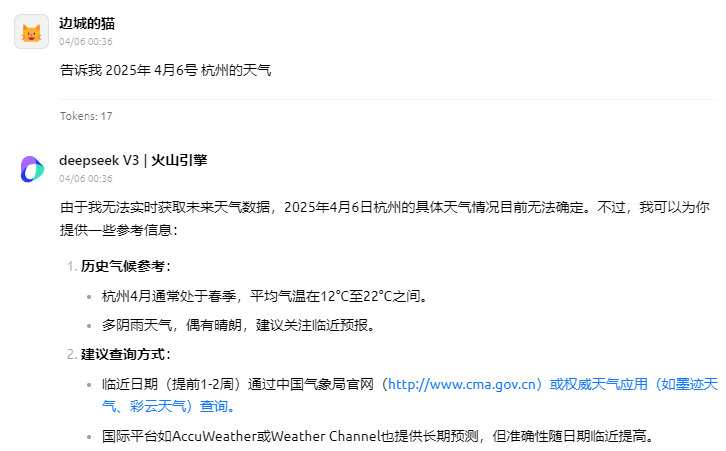 边城的猫
04/06 00:36
告诉我 2025年 4月6号 杭州的天气
Tokens: 17
deepseek V3 | 火山引擎
04/06 00:36
由于我无法实时获取未来天气数据，2025年4月6日杭州的具体天气情况目前无法确定。不过，我可以为你
提供一些参考信息：
1. 历史气候参考：
• 杭州4月通常处于春季，平均气温在12°C至22°C之间。
• 多阴雨天气，偶有晴朗，建议关注临近预报。
2. 建议查询方式：
• 临近日期（提前1-2周）通过中国气象局官网（http://www.cma.gov.cn）或权威天气应用（如墨迹天
气、彩云天气）查询。
• 国际平台如AccuWeather或Weather Channel也提供长期预测，但准确性随日期临近提高。